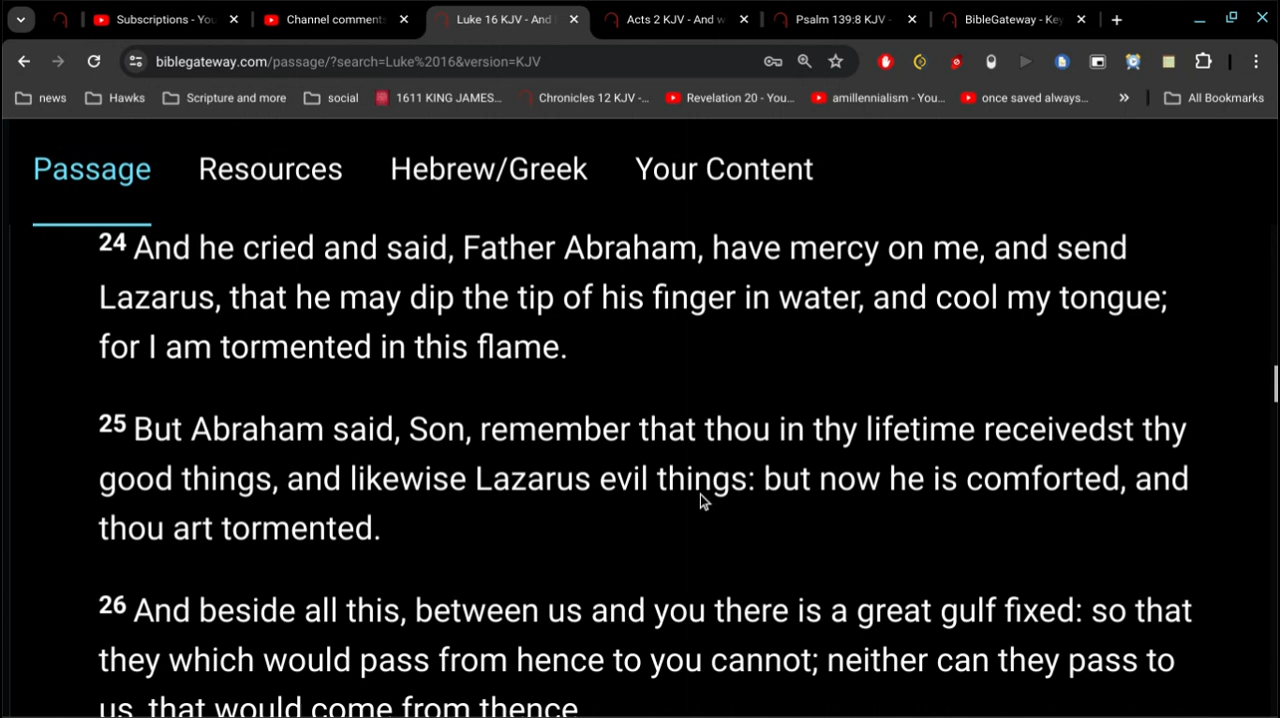 Subscriptions - You
Channel comments
Luke 16 KJV - And
Acts 2 KJV - And w
Psalm 139:8 KJV -
BibleGateway - Key
biblegateway.com/passage/?search=Luke%2016&version=KJV
news
Hawks
Scripture and more
social
1611 KING JAMES...
Chronicles 12 KJV -...
Revelation 20 - You...
amillennialism - You...
once saved always...
»
All Bookmarks
Passage Resources Hebrew/Greek Your Content
24 And he cried and said, Father Abraham, have mercy on me, and send
Lazarus, that he may dip the tip of his finger in water, and cool my tongue;
for I am tormented in this flame.
25 But Abraham said, Son, remember that thou in thy lifetime receivedst thy
good things, and likewise Lazarus evil things: but now he is comforted, and
thou art tormented.
26 And beside all this, between us and you there is a great gulf fixed: so that
they which would pass from hence to you cannot; neither can they pass to
us, that would come from thence.